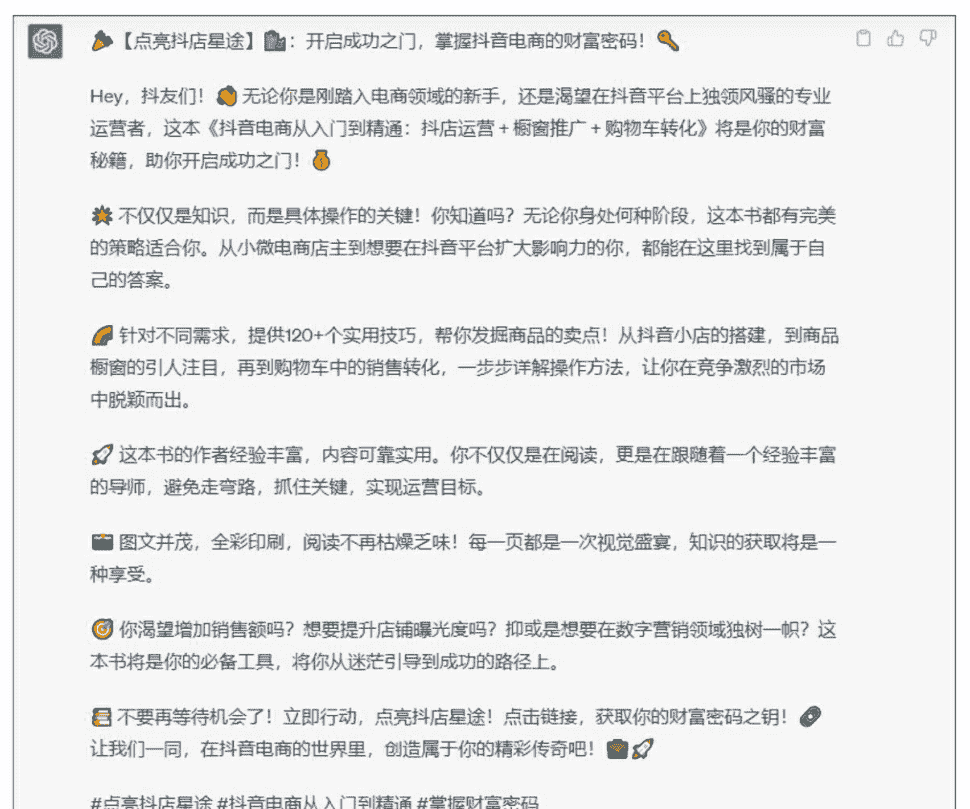 【点亮抖店星途】：开启成功之门，掌握抖音电商的财富密码！
Hey，抖友们！无论你是刚踏入电商领域的新手，还是渴望在抖音平台上独领风骚的专业
运营者，这本《抖音电商从入门到精通：抖店运营+橱窗推广+购物车转化》将是你的财富
秘籍，助你开启成功之门！
不仅仅是知识，而是具体操作的关键！你知道吗？无论你身处何种阶段，这本书都有完美
的策略适合你。从小微电商店主到想要在抖音平台扩大影响力的你，都能在这里找到属于自
己的答案。
针对不同需求，提供120+个实用技巧，帮你发掘商品的卖点！从抖音小店的搭建，到商品
橱窗的引人注目，再到购物车中的销售转化，一步步详解操作方法，让你在竞争激烈的市场
中脱颖而出。
这本书的作者经验丰富，内容可靠实用。你不仅仅是在阅读，更是在跟随着一个经验丰富
的导师，避免走弯路，抓住关键，实现运营目标。
图文并茂，全彩印刷，阅读不再枯燥乏味！每一页都是一次视觉盛宴，知识的获取将是一
种享受。
你渴望增加销售额吗？想要提升店铺曝光度吗？抑或是想要在数字营销领域独树一帜？这
本书将是你的必备工具，将你从迷茫引导到成功的路径上。
不要再等待机会了！立即行动，点亮抖店星途！点击链接，获取你的财富密码之钥！
让我们一同，在抖音电商的世界里，创造属于你的精彩传奇吧！
#点亮抖店星途 #抖音电商从入门到精通 #掌握财富密码